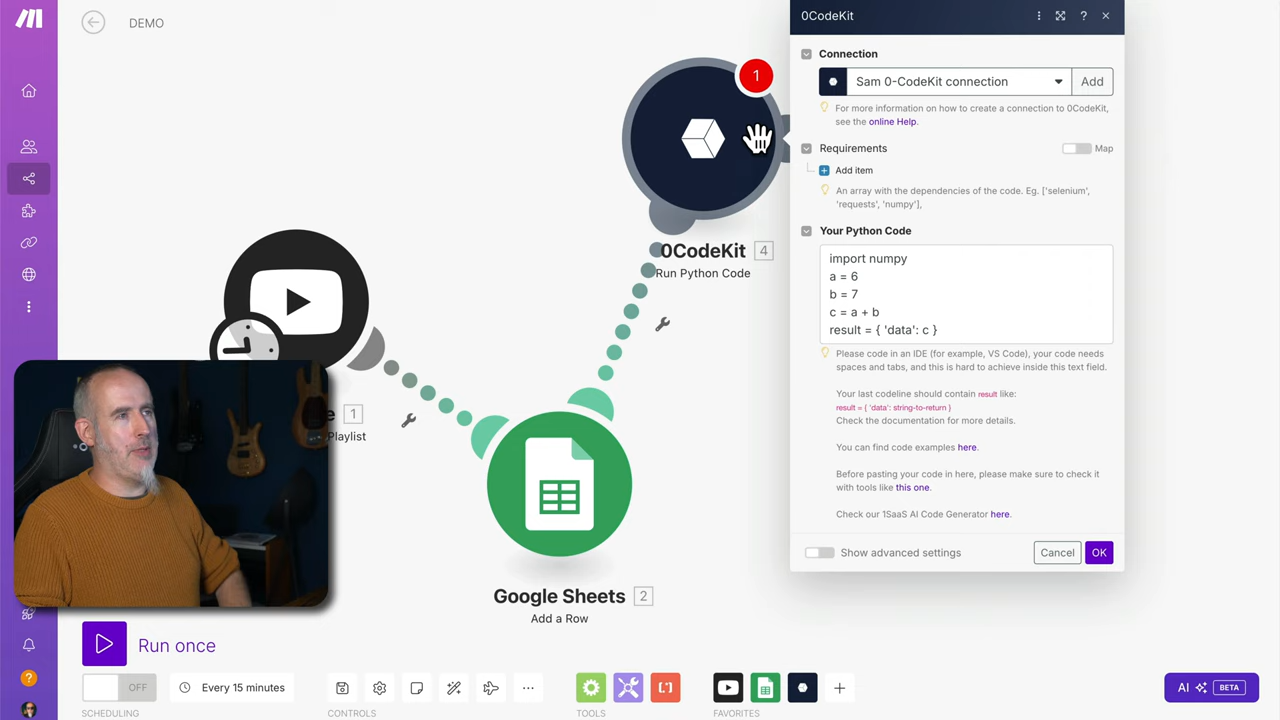 DEMO
0CodeKit
Connection
Sam 0-CodeKit connection
Add
For more information on how to create a connection to 0CodeKit,
see the online Help.
Requirements
Map
Add item
An array with the dependencies of the code. Eg. ['selenium',
'requests', 'numpy'],
Your Python Code
import numpy
a = 6
b = 7
c = a + b
result = { 'data': c }
Please code in an IDE (for example, VS Code), your code needs
spaces and tabs, and this is hard to achieve inside this text field.
Your last codeline should contain result like:
result = { 'data': string-to-return }
Check the documentation for more details.
You can find code examples here.
Before pasting your code in here, please make sure to check it
with tools like this one.
Check our 1SaaS AI Code Generator here.
Show advanced settings
Cancel
OK
1
0CodeKit 4
Run Python Code
1
Playlist
Google Sheets 2
Add a Row
Run once
OFF
Every 15 minutes
SCHEDULING
CONTROLS
TOOLS
FAVORITES
AI BETA